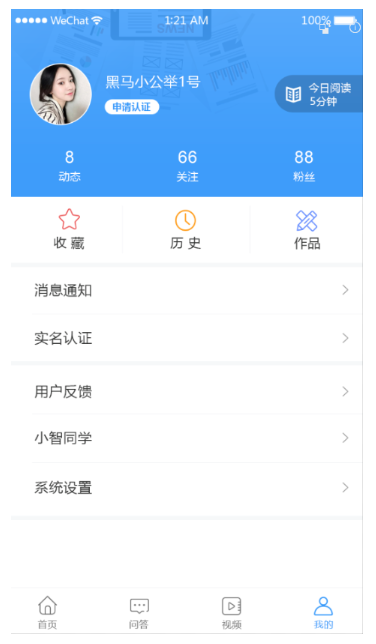 WeChat 1:21 AM 100%
NEWS
黑马小公举1号
申请认证
今日阅读
5分钟
8 66 88
动态 关注 粉丝
收藏 历史 作品
消息通知
实名认证
用户反馈
小智同学
系统设置
首页 问答 视频 我的